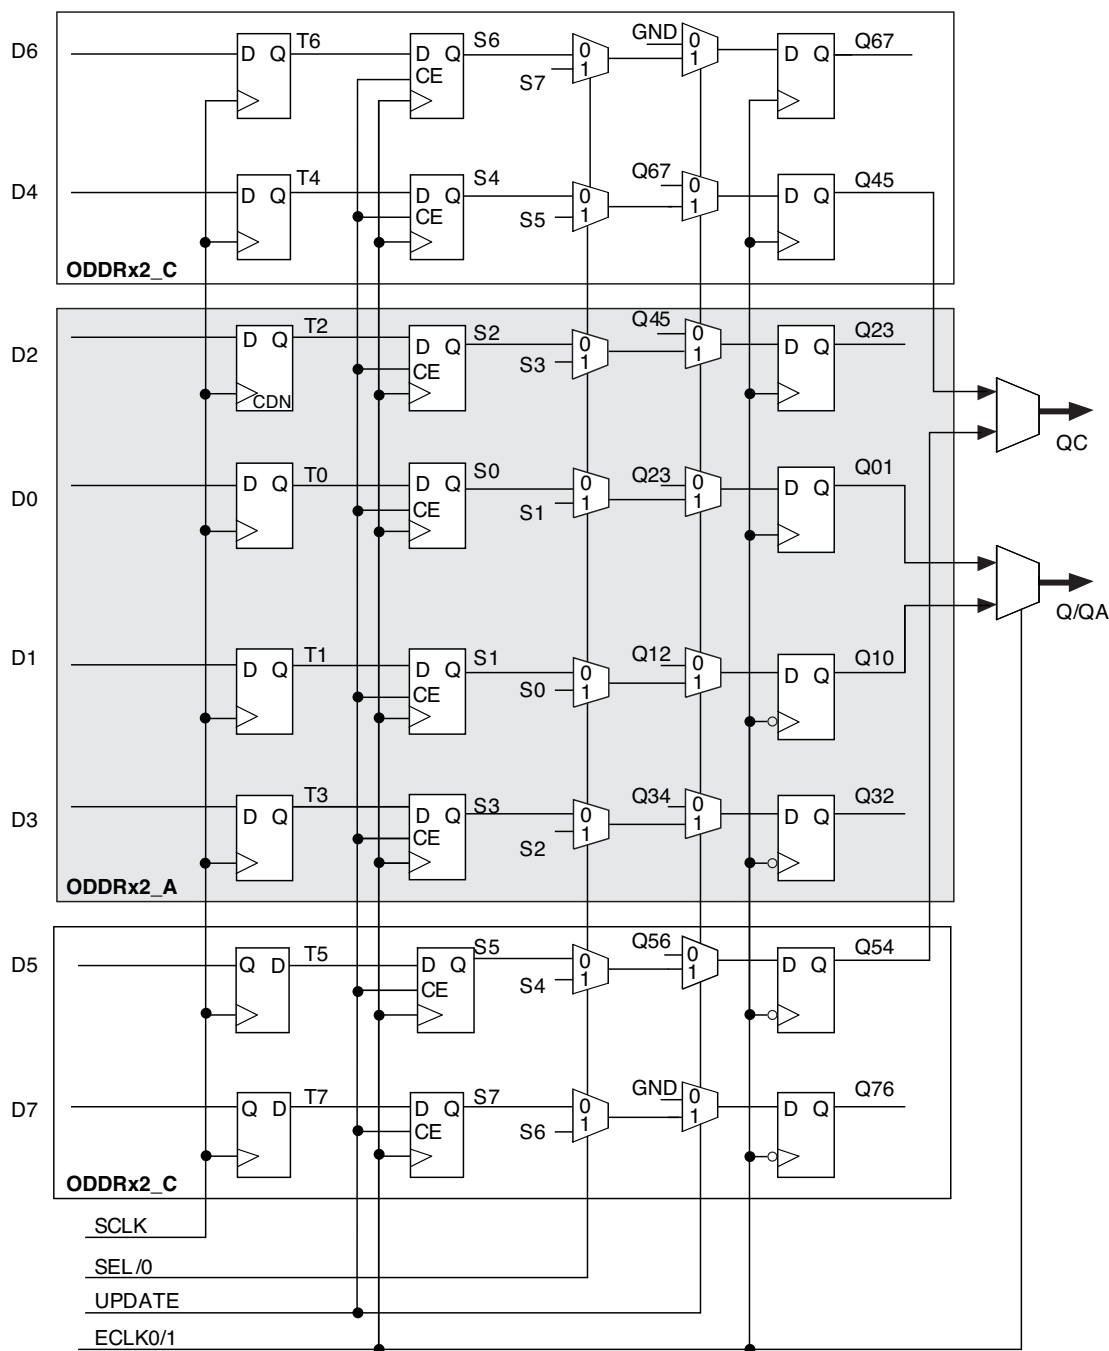 D6
D Q
T6
D Q
CE
S6
0
1
S7
GND
0
1
D Q
Q67
D4
D Q
T4
D Q
CE
S4
0
1
S5
Q67
0
1
D Q
Q45
ODDRx2_C
D2
D Q
CDN
T2
D Q
CE
S2
0
1
S3
Q45
0
1
D Q
Q23
QC
D0
D Q
T0
D Q
CE
S0
0
1
S1
Q23
0
1
D Q
Q01
Q/QA
D1
D Q
T1
D Q
CE
S1
0
1
S0
Q12
0
1
D Q
Q10
D3
D Q
T3
D Q
CE
S3
0
1
S2
Q34
0
1
D Q
Q32
ODDRx2_A
D5
Q D
T5
D Q
CE
S5
0
1
S4
Q56
0
1
D Q
Q54
D7
Q D
T7
D Q
CE
S7
0
1
S6
GND
0
1
D Q
Q76
ODDRx2_C
SCLK
SEL/0
UPDATE
ECLK0/1